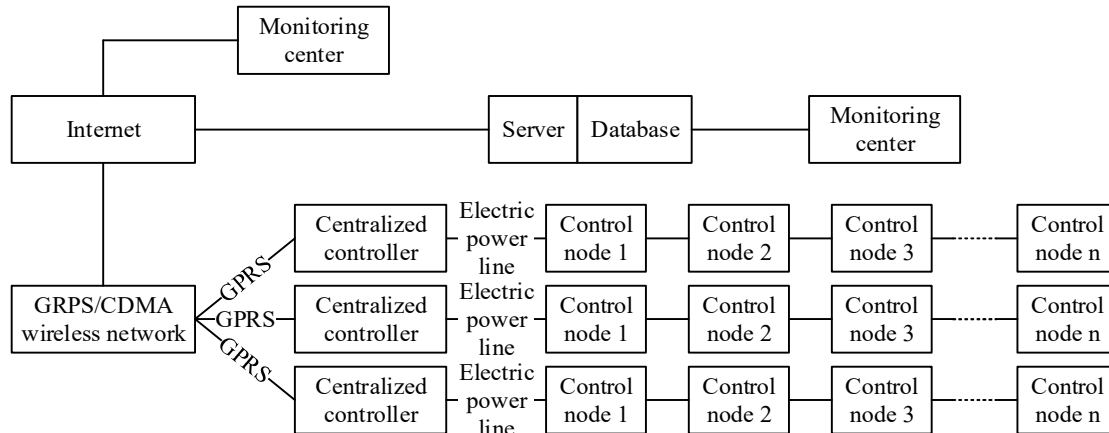 Monitoring
center
Internet
Server
Database
Monitoring
center
Centralized
controller
Electric
power
line
Control
node 1
Control
node 2
Control
node 3
Control
node n
GPRS
GRPS/CDMA
wireless network
GPRS
Centralized
controller
Electric
power
line
Control
node 1
Control
node 2
Control
node 3
Control
node n
GPRS
Centralized
controller
Electric
power
line
Control
node 1
Control
node 2
Control
node 3
Control
node n